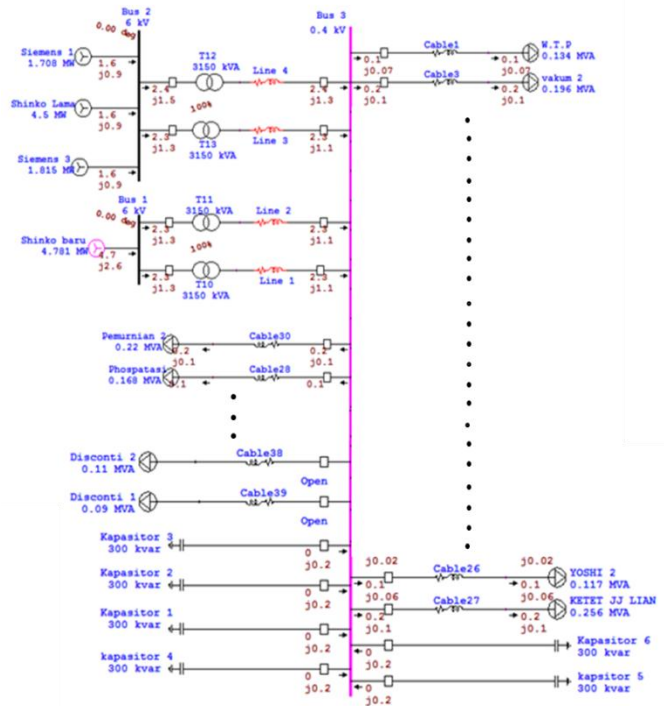 Bus 2
6 kV
0.00 deg
Siemens 1
1.708 MW
1.6
j0.9
Shinko Lama
4.5 MW
1.6
j0.9
Siemens 3
1.815 MW
1.6
j0.9
2.4
j1.5
T12
3150 kVA
Line 4
2.4
j1.3
100%
2.3
j1.3
T13
3150 kVA
Line 3
2.3
j1.1
Bus 3
0.4 kV
0.1
j0.07
Cable1
0.1
j0.07
W.T.P
0.134 MVA
0.2
j0.1
Cable3
0.2
j0.1
vakum 2
0.196 MVA
Bus 1
6 kV
0.00 deg
Shinko baru
4.781 MW
4.7
j2.6
2.3
j1.3
T11
3150 kVA
Line 2
2.3
j1.1
100%
2.3
j1.3
T10
3150 kVA
Line 1
2.3
j1.1
Pemurnian 2
0.22 MVA
0.2
j0.1
Cable30
0.2
j0.1
Phospatasi
0.168 MVA
0.1
Cable28
0.1
Disconti 2
0.11 MVA
Cable38
Open
Disconti 1
0.09 MVA
Cable39
Open
Kapasitor 3
300 kvar
0
j0.2
Kapasitor 2
300 kvar
0
j0.2
Kapasitor 1
300 kvar
0
j0.2
kapasitor 4
300 kvar
0
j0.2
j0.02
0.1
Cable26
j0.02
0.1
YOSHI 2
0.117 MVA
j0.06
0.2
j0.1
Cable27
j0.06
0.2
j0.1
KETET JJ LIAN
0.256 MVA
0
j0.2
Kapasitor 6
300 kvar
0
j0.2
kapsitor 5
300 kvar